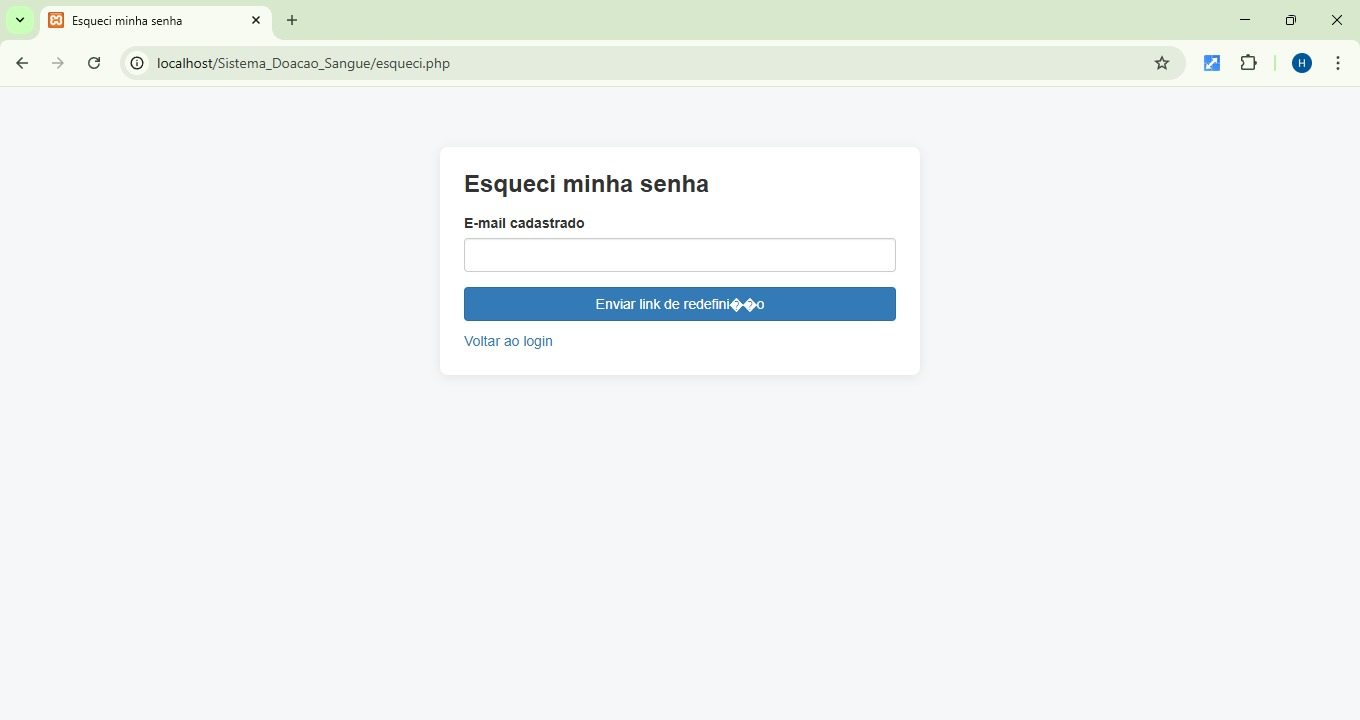 Esqueci minha senha
localhost/Sistema_Doacao_Sangue/esqueci.php
H
Esqueci minha senha
E-mail cadastrado
Enviar link de redefini��o
Voltar ao login